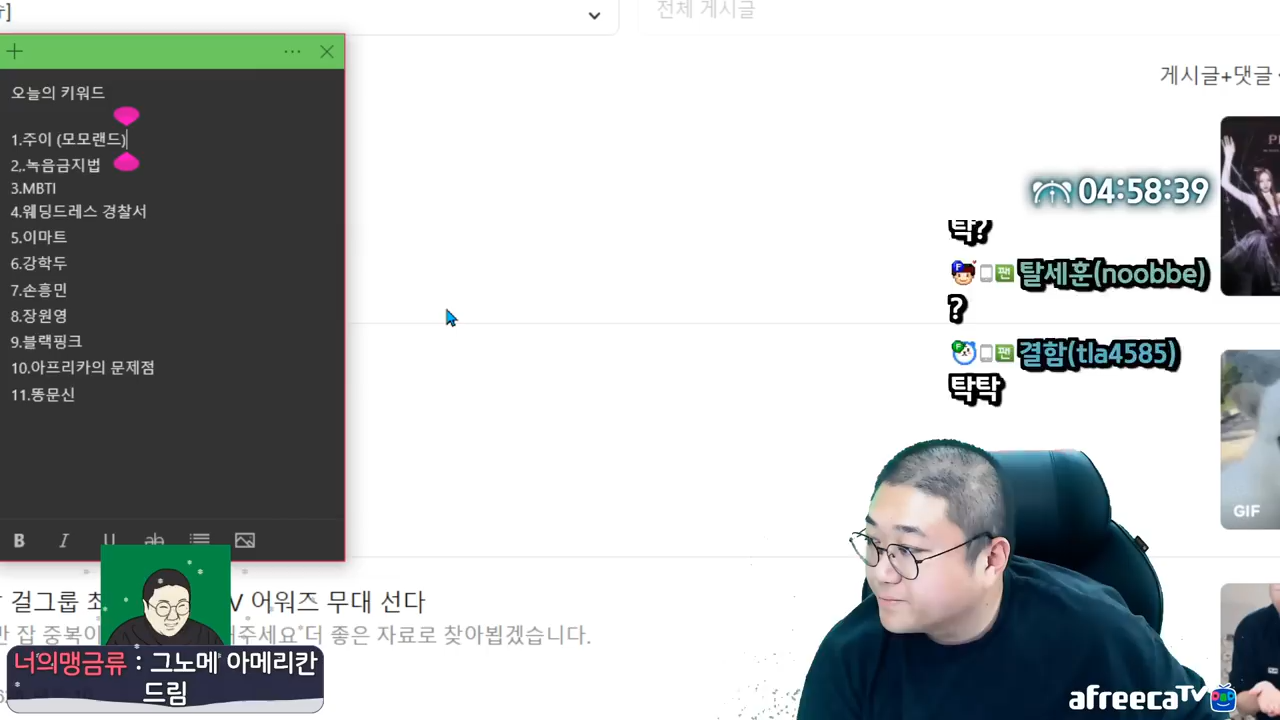 전체 게시글
게시글+댓글
오늘의 키워드
1.주이 (모모랜드)
2,.녹음금지법
3.MBTI
4.웨딩드레스 경찰서
5.이마트
6.강학두
7.손흥민
8.장원영
9.블랙핑크
10.아프리카의 문제점
11.똥문신
04:58:39
탁?
탈세훈(noobbe)
?
결함(tla4585)
탁탁
GIF
걸그룹
V 어워즈 무대 선다
더 좋은 자료로 찾아뵙겠습니다.
너의맹금류 : 그노메 아메리칸
드림
afreecaTV